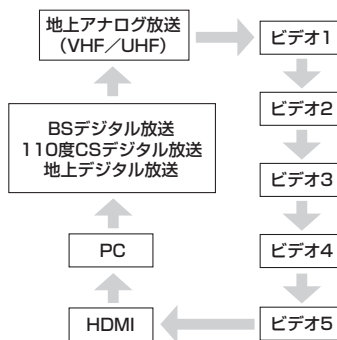 地上アナログ放送
（VHF／UHF）
ビデオ1
ビデオ2
BSデジタル放送
110度CSデジタル放送
地上デジタル放送
ビデオ3
PC
ビデオ4
HDMI
ビデオ5